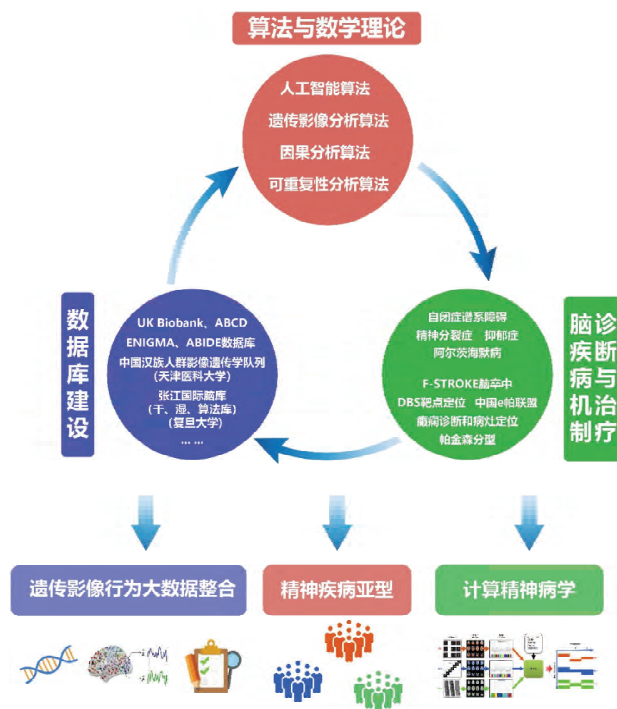 算法与数学理论
人工智能算法
遗传影像分析算法
因果分析算法
可重复性分析算法
数据库建设
UK Biobank、ABCD
ENIGMA、ABIDE数据库
中国汉族人群影像遗传学队列
(天津医科大学)
张江国际脑库
(干、湿、算法库)
(复旦大学)
... ...
自闭症谱系障碍
精神分裂症 抑郁症
阿尔茨海默病
F-STROKE脑卒中
DBS靶点定位 中国e帕联盟
癫痫诊断和病灶定位
帕金森分型
脑疾病机制
诊断与治疗
遗传影像行为大数据整合
精神疾病亚型
计算精神病学